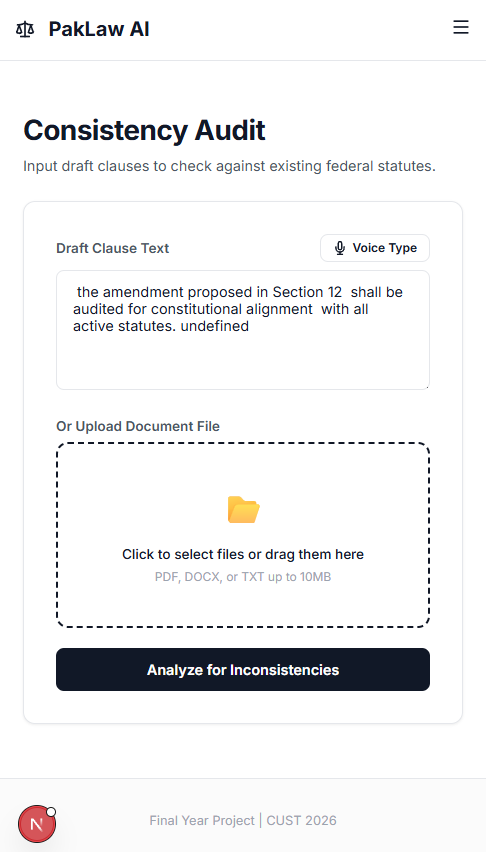 PakLaw AI
Consistency Audit
Input draft clauses to check against existing federal statutes.
Draft Clause Text
Voice Type
the amendment proposed in Section 12  shall be
audited for constitutional alignment  with all
active statutes. undefined
Or Upload Document File
Click to select files or drag them here
PDF, DOCX, or TXT up to 10MB
Analyze for Inconsistencies
N
Final Year Project | CUST 2026